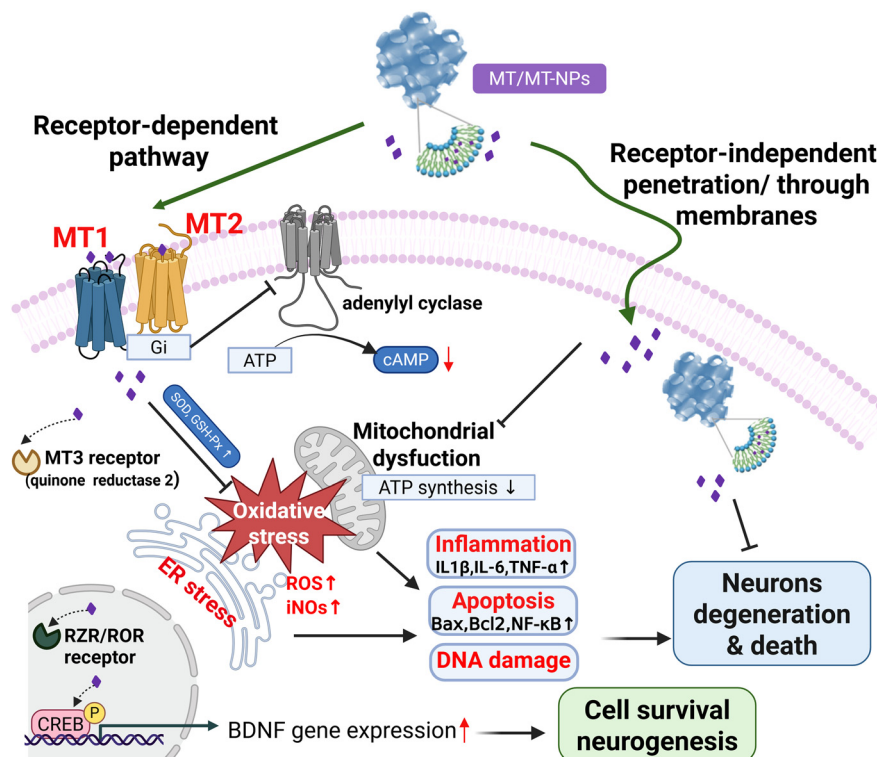 MT/MT-NPs
Receptor-dependent
pathway
Receptor-independent
penetration/ through
membranes
MT1
MT2
adenylyl cyclase
Gi
ATP
cAMP ↓
SOD, GSH-Px ↑
MT3 receptor
(quinone reductase 2)
Mitochondrial
dysfuction
ATP synthesis ↓
Oxidative
stress
ER stress
ROS↑
iNOs↑
Inflammation
IL1β,IL-6,TNF-α↑
Apoptosis
Bax,Bcl2,NF-κB↑
DNA damage
Neurons
degeneration
& death
RZR/ROR
receptor
CREB
P
BDNF gene expression↑
Cell survival
neurogenesis